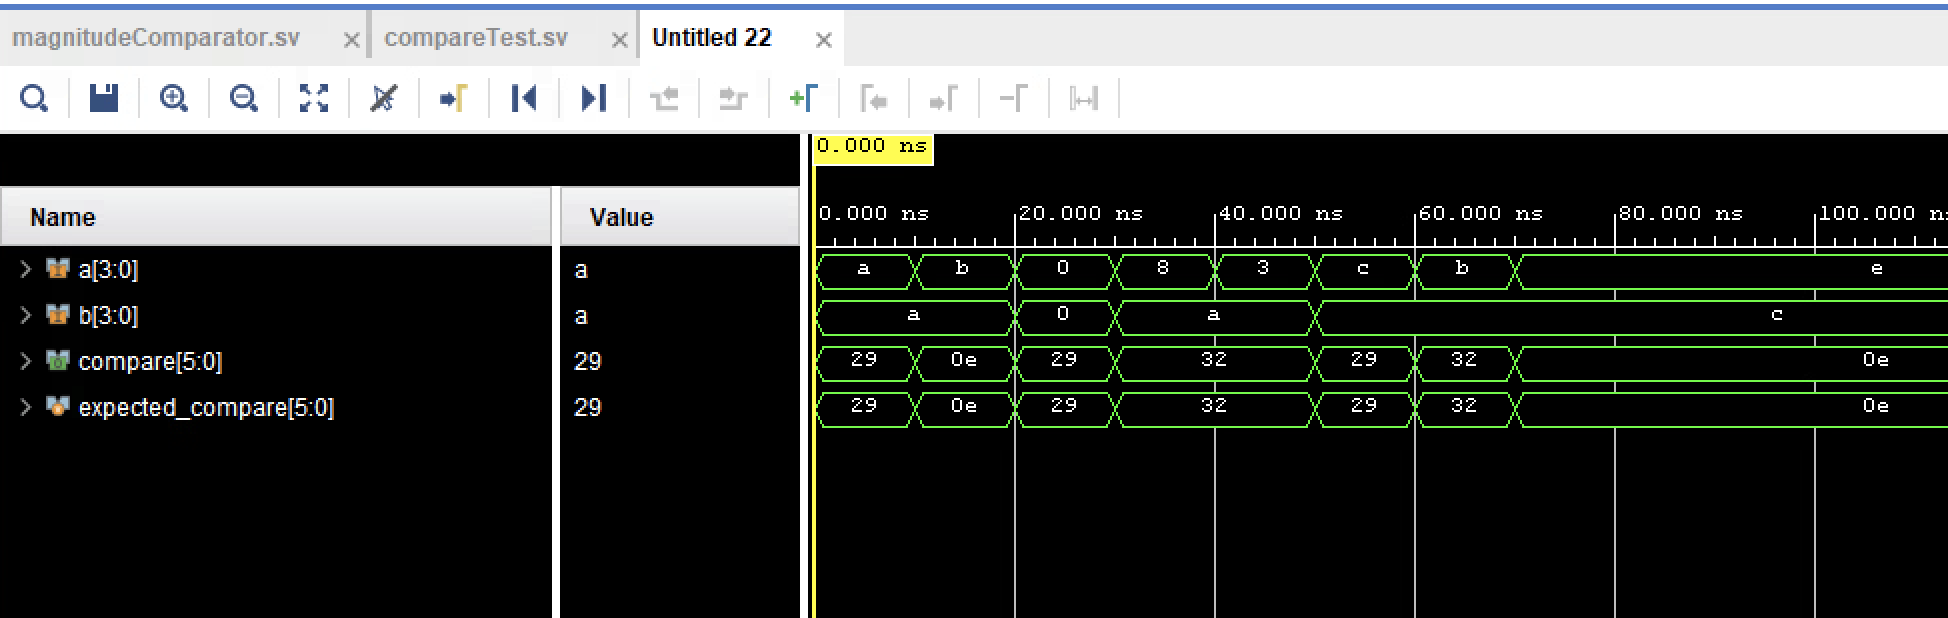 magnitudeComparator.sv × compareTest.sv × Untitled 22 ×
0.000 ns
Name Value 0.000 ns 20.000 ns 40.000 ns 60.000 ns 80.000 ns 100.000 n
a[3:0] a a b 0 8 3 c b e
b[3:0] a a 0 a c
compare[5:0] 29 29 0e 29 32 29 32 0e
expected_compare[5:0] 29 29 0e 29 32 29 32 0e